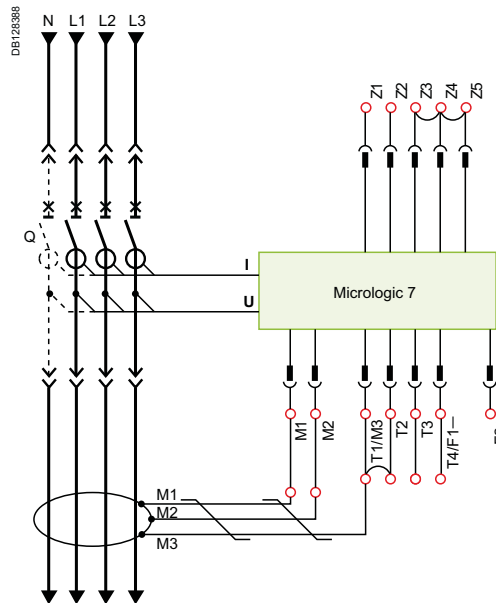 DB128388
N L1 L2 L3
Z1 Z2 Z3 Z4 Z5
Q
I
U
Micrologic 7
M1 M2 T1/M3 T2 T3 T4/F1—
M1
M2
M3